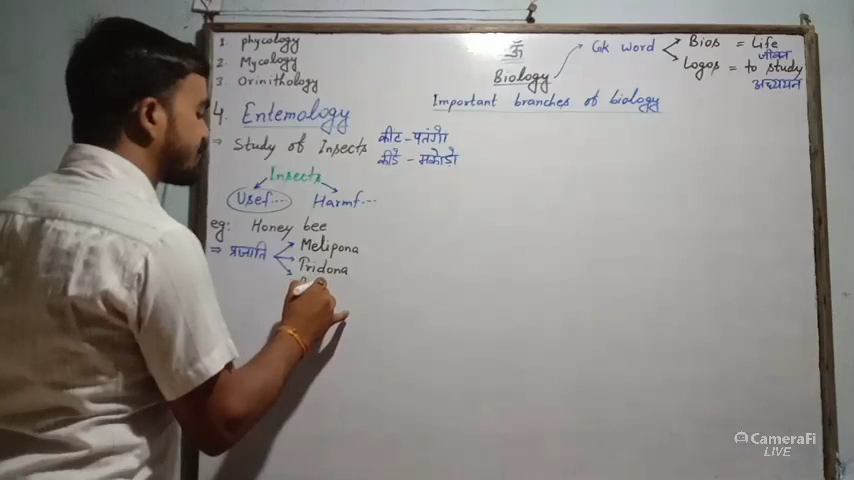 1. phycology
2. Mycology
3. Orinithology
ॐ
Biology
Gk Word
Bios = Life
जीवन
Logos = to study
अध्ययन
Important branches of biology
4. Entemology
⇒ Study of Insects कीट-पतंगा
कीडे - मकोड़ो
Insects
Usef... Harmf...
eg: Honey bee
⇒ प्रजाति
Melipona
Tridona
CameraFi
LIVE